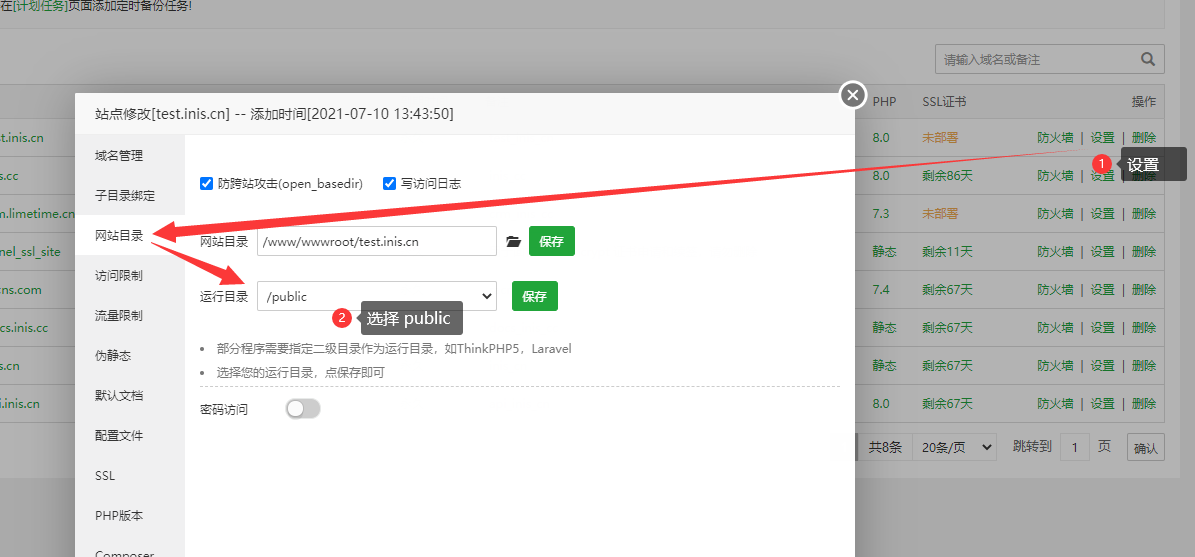 在[计划任务]页面添加定时备份任务!
请输入域名或备注
PHP SSL证书 操作
站点修改[test.inis.cn] -- 添加时间[2021-07-10 13:43:50]
t.inis.cn 8.0 未部署 防火墙 | 设置 | 删除
1 设置
s.cc 8.0 剩余86天
m.limetime.cn 7.3 未部署 防火墙 | 设置 | 删除
nel_ssl_site 静态 剩余11天 防火墙 | 设置 | 删除
ns.com 7.4 剩余67天 防火墙 | 设置 | 删除
cs.inis.cc 静态 剩余67天 防火墙 | 设置 | 删除
s.cn 静态 剩余67天 防火墙 | 设置 | 删除
i.inis.cn 8.0 剩余67天 防火墙 | 设置 | 删除
共8条 20条/页 跳转到 1 页 确认
域名管理
子目录绑定
网站目录
访问限制
流量限制
伪静态
默认文档
配置文件
SSL
PHP版本
Composer
防跨站攻击(open_basedir) 写访问日志
网站目录 /www/wwwroot/test.inis.cn 保存
运行目录 /public 保存
2 选择 public
部分程序需要指定二级目录作为运行目录，如ThinkPHP5，Laravel
选择您的运行目录，点保存即可
密码访问